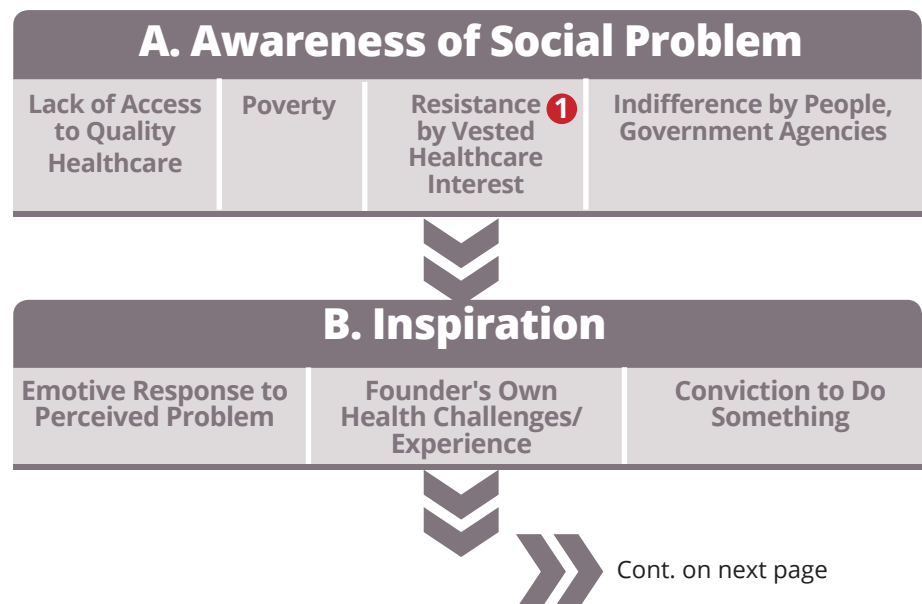 A. Awareness of Social Problem
Lack of Access
to Quality
Healthcare
Poverty
Resistance 1
by Vested
Healthcare
Interest
Indifference by People,
Government Agencies
B. Inspiration
Emotive Response to
Perceived Problem
Founder's Own
Health Challenges/
Experience
Conviction to Do
Something
Cont. on next page